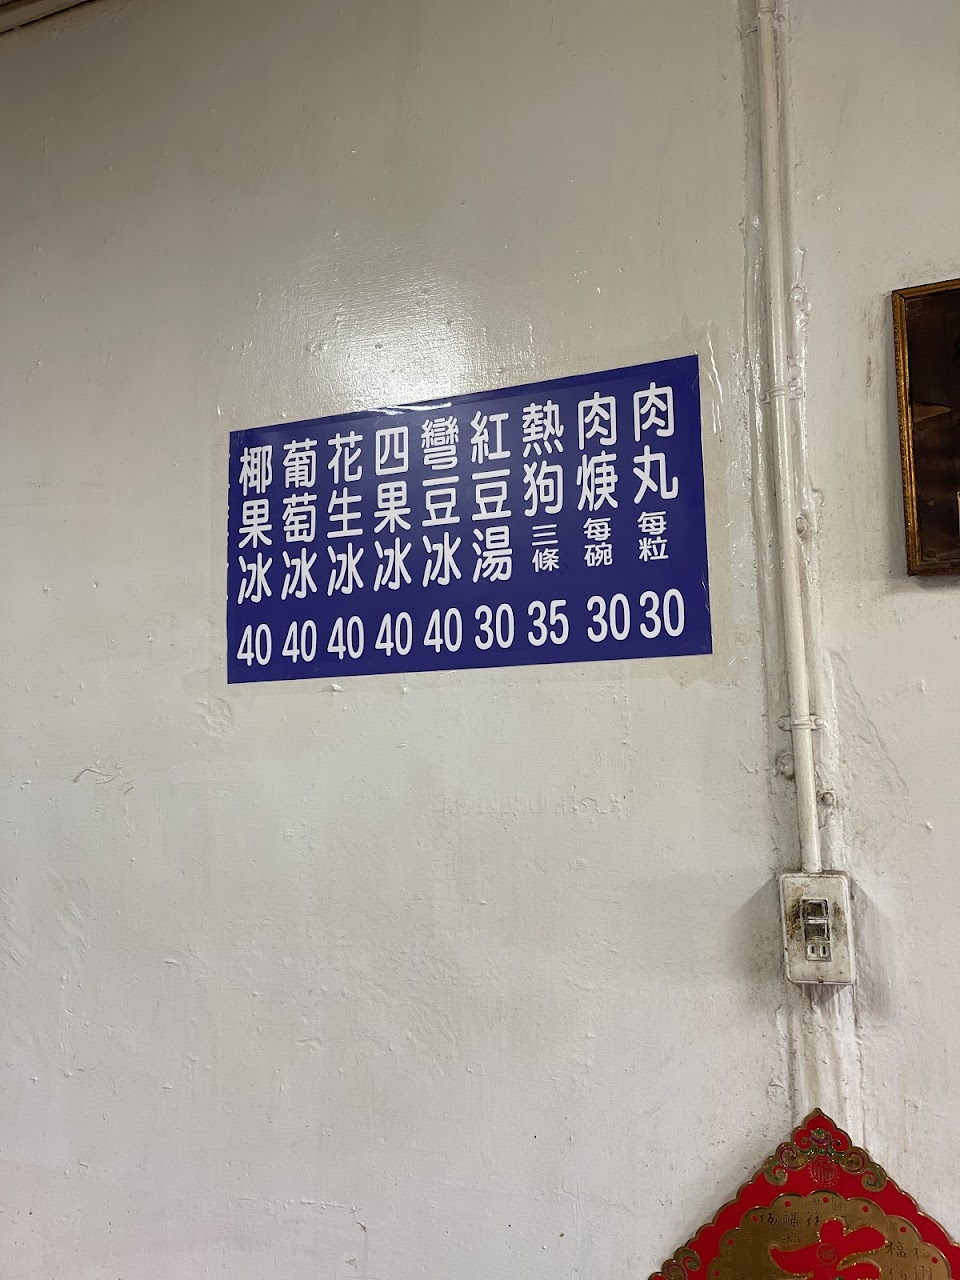 肉丸 每粒 30
肉焿 每碗 30
熱狗 三條 35
紅豆湯 30
彎豆冰 40
四果冰 40
花生冰 40
葡萄冰 40
椰果冰 40